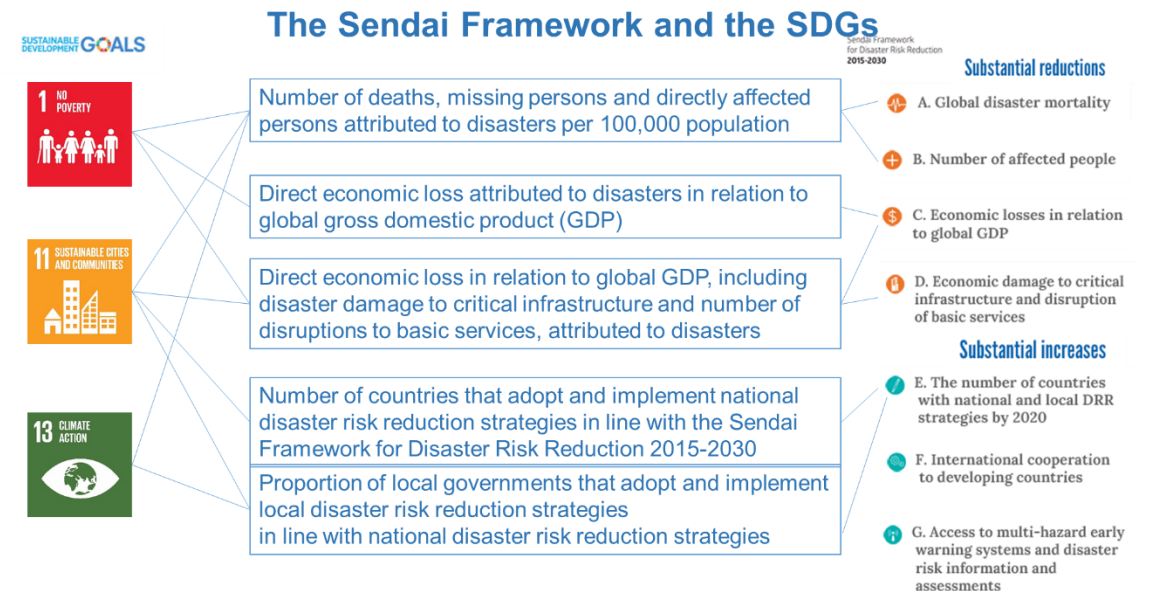 The Sendai Framework and the SDGs
SUSTAINABLE
DEVELOPMENT GOALS
Sendai Framework
for Disaster Risk Reduction
2015-2030
1 NO
POVERTY
11 SUSTAINABLE CITIES
AND COMMUNITIES
13 CLIMATE
ACTION
Number of deaths, missing persons and directly affected
persons attributed to disasters per 100,000 population
Direct economic loss attributed to disasters in relation to
global gross domestic product (GDP)
Direct economic loss in relation to global GDP, including
disaster damage to critical infrastructure and number of
disruptions to basic services, attributed to disasters
Number of countries that adopt and implement national
disaster risk reduction strategies in line with the Sendai
Framework for Disaster Risk Reduction 2015-2030
Proportion of local governments that adopt and implement
local disaster risk reduction strategies
in line with national disaster risk reduction strategies
Substantial reductions
A. Global disaster mortality
B. Number of affected people
$
C. Economic losses in relation
to global GDP
D. Economic damage to critical
infrastructure and disruption
of basic services
Substantial increases
E. The number of countries
with national and local DRR
strategies by 2020
F. International cooperation
to developing countries
G. Access to multi-hazard early
warning systems and disaster
risk information and
assessments